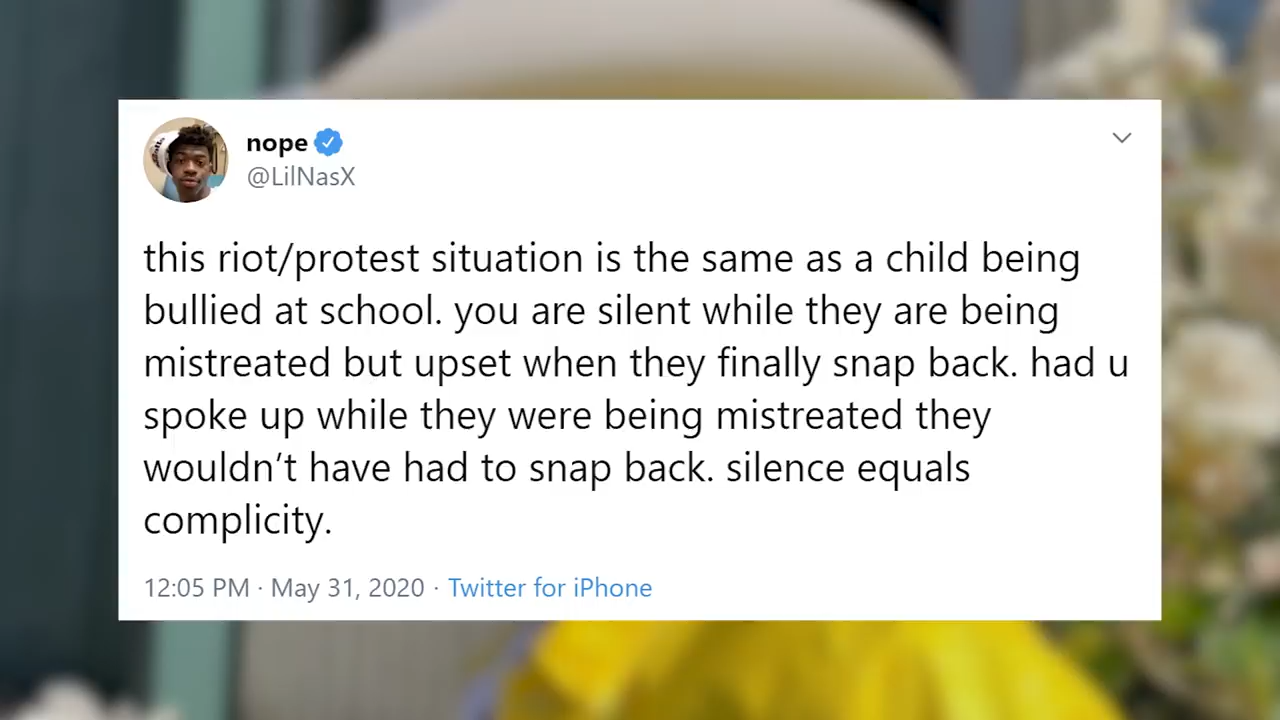 nope
@LilNasX
this riot/protest situation is the same as a child being
bullied at school. you are silent while they are being
mistreated but upset when they finally snap back. had u
spoke up while they were being mistreated they
wouldn’t have had to snap back. silence equals
complicity.
12:05 PM · May 31, 2020 · Twitter for iPhone